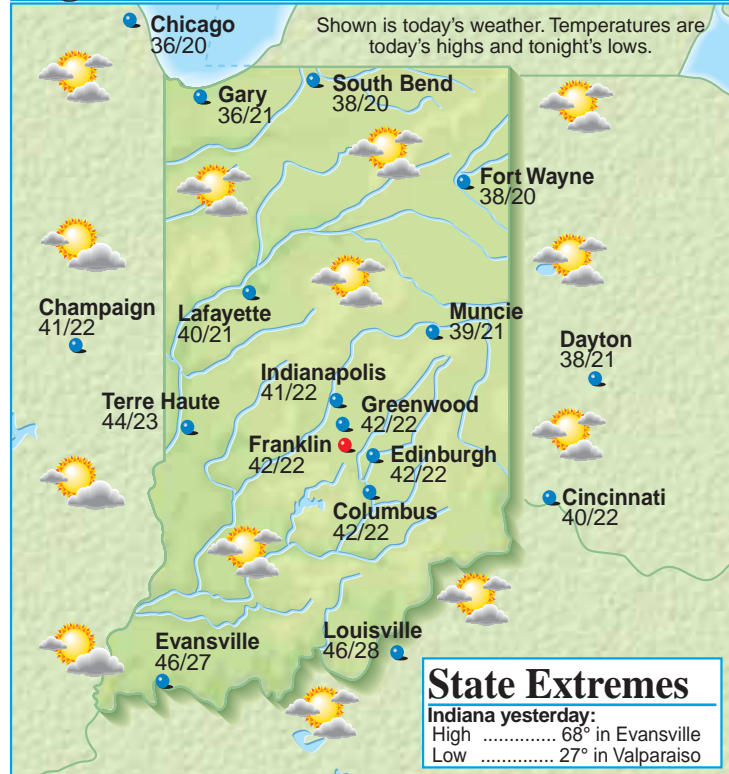 Chicago
36/20
Shown is today's weather. Temperatures are
today's highs and tonight's lows.
Gary
36/21
South Bend
38/20
Fort Wayne
38/20
Champaign
41/22
Lafayette
40/21
Muncie
39/21
Dayton
38/21
Indianapolis
41/22
Terre Haute
44/23
Greenwood
42/22
Franklin
42/22
Edinburgh
42/22
Columbus
42/22
Cincinnati
40/22
Evansville
46/27
Louisville
46/28
State Extremes
Indiana yesterday:
High .............. 68° in Evansville
Low .............. 27° in Valparaiso